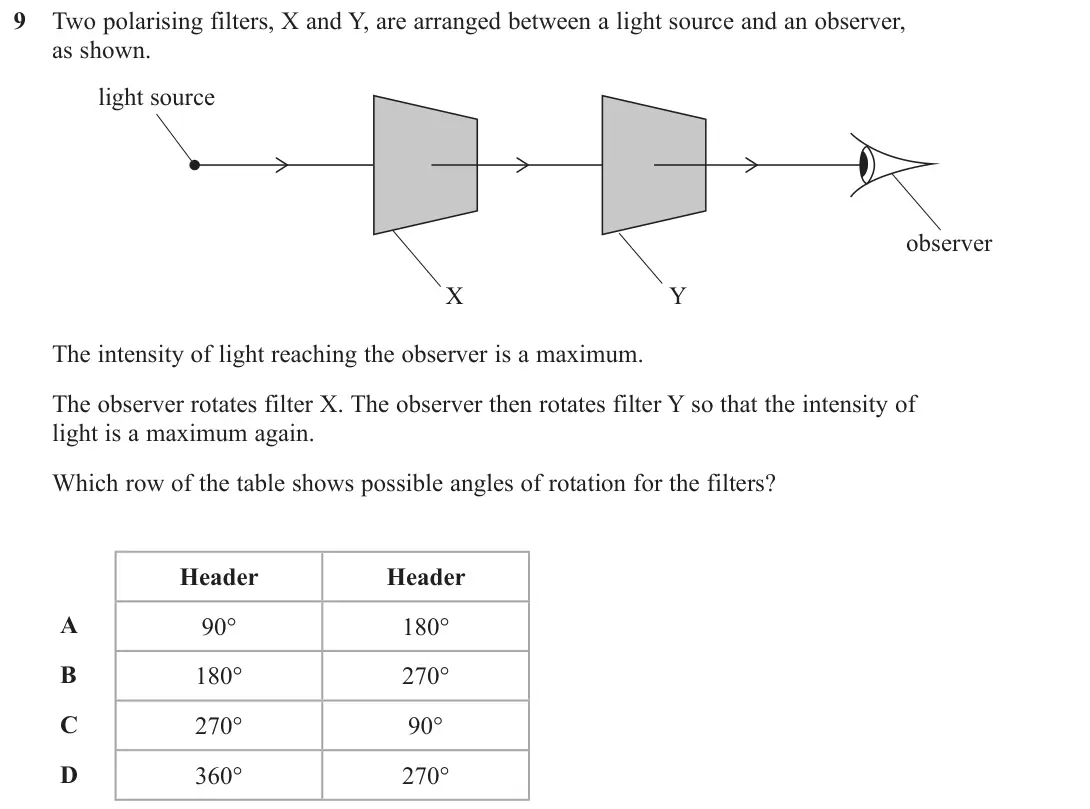 9 Two polarising filters, X and Y, are arranged between a light source and an observer,
as shown.
light source
observer
X
Y
The intensity of light reaching the observer is a maximum.
The observer rotates filter X. The observer then rotates filter Y so that the intensity of
light is a maximum again.
Which row of the table shows possible angles of rotation for the filters?
Header Header
A 90° 180°
B 180° 270°
C 270° 90°
D 360° 270°